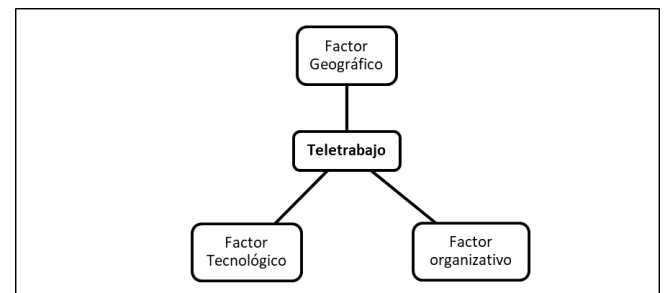 Factor
Geográfico
Teletrabajo
Factor
Tecnológico
Factor
organizativo